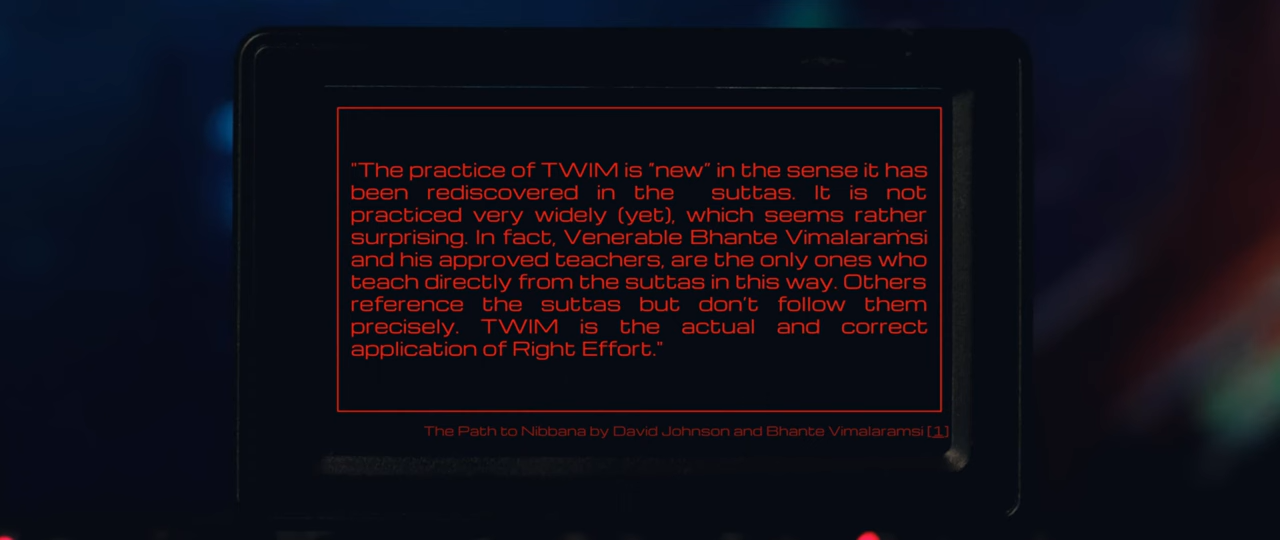 "The practice of TWIM is "new" in the sense it has
been rediscovered in the suttas. It is not
practiced very widely (yet), which seems rather
surprising. In fact, Venerable Bhante Vimalaraṁsi
and his approved teachers, are the only ones who
teach directly from the suttas in this way. Others
reference the suttas but don't follow them
precisely. TWIM is the actual and correct
application of Right Effort."
The Path to Nibbana by David Johnson and Bhante Vimalaramsi [1]